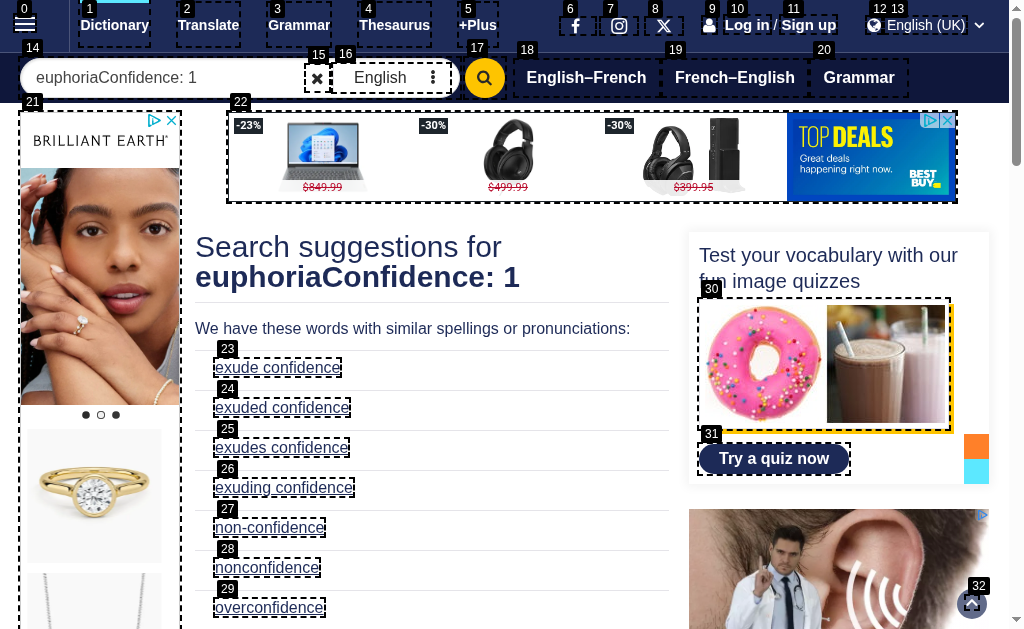 0 1 2 3 4 5 6 7 8 9 10 11 12 13
Dictionary Translate Grammar Thesaurus +Plus Log in / Sign up English (UK)
14 15 16 17 18 19 20
euphoriaConfidence: 1 English English–French French–English Grammar
21 22
BRILLIANT EARTH
-23% -30% -30%
$849.99 $499.99 $399.95
TOP DEALS
Great deals
happening right now.
BEST
BUY
Search suggestions for
euphoriaConfidence: 1
We have these words with similar spellings or pronunciations:
23
exude confidence
24
exuded confidence
25
exudes confidence
26
exuding confidence
27
non-confidence
28
nonconfidence
29
overconfidence
Test your vocabulary with our
fun image quizzes
30
31
Try a quiz now
32